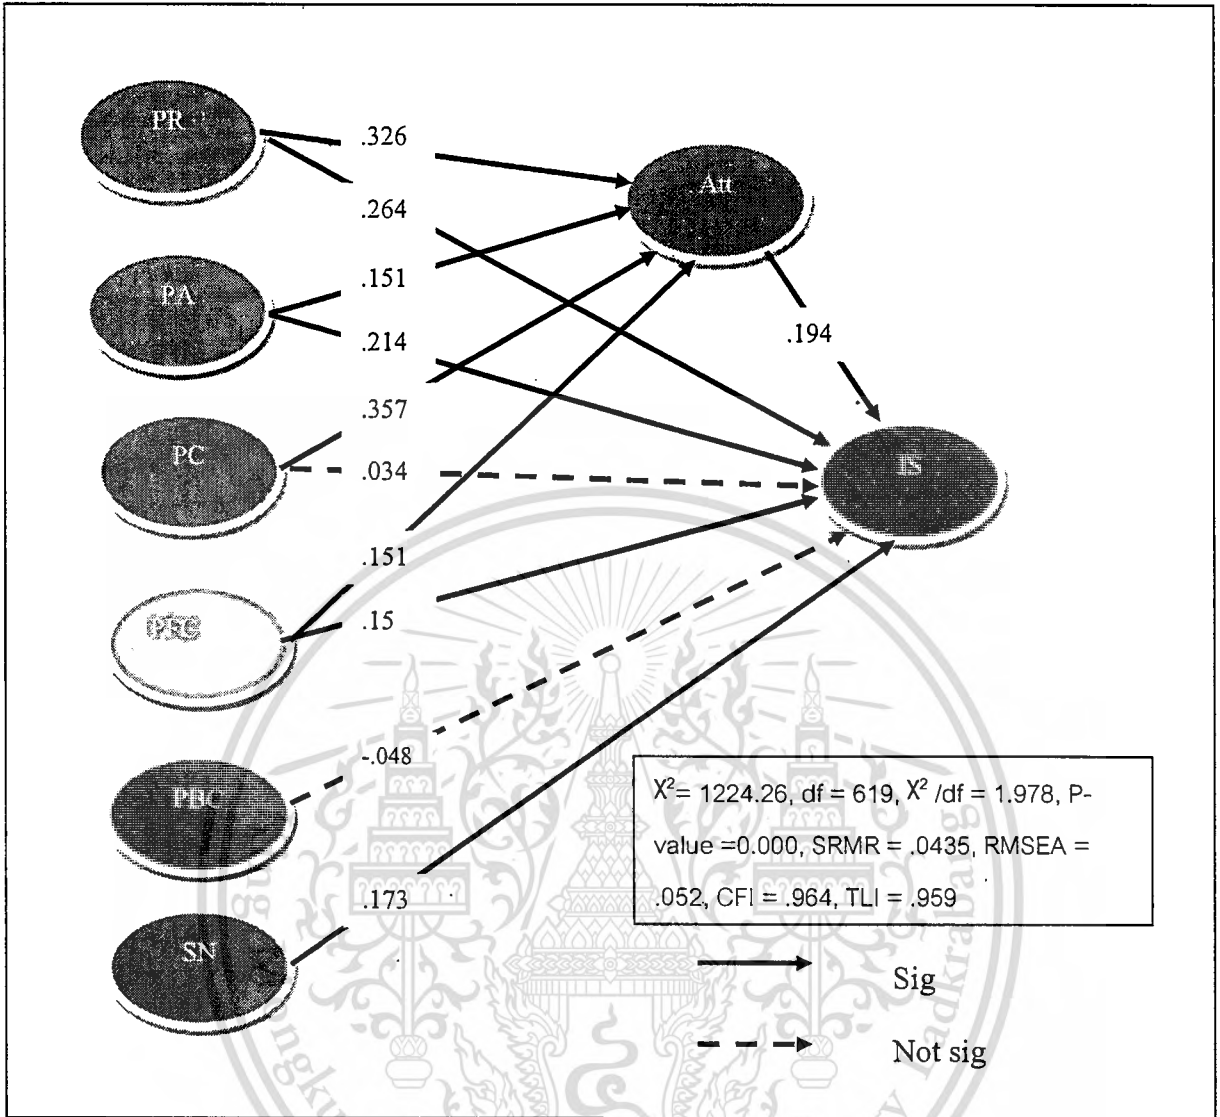 PR
.326
Att
.264
PA
.151
.214
.194
.357
PC
.034
IS
.151
.15
-.048
PBC
X²= 1224.26, df = 619, X² /df = 1.978, P-
value =0.000, SRMR = .0435, RMSEA =
.052, CFI = .964, TLI = .959
.173
SN
Sig
Not sig